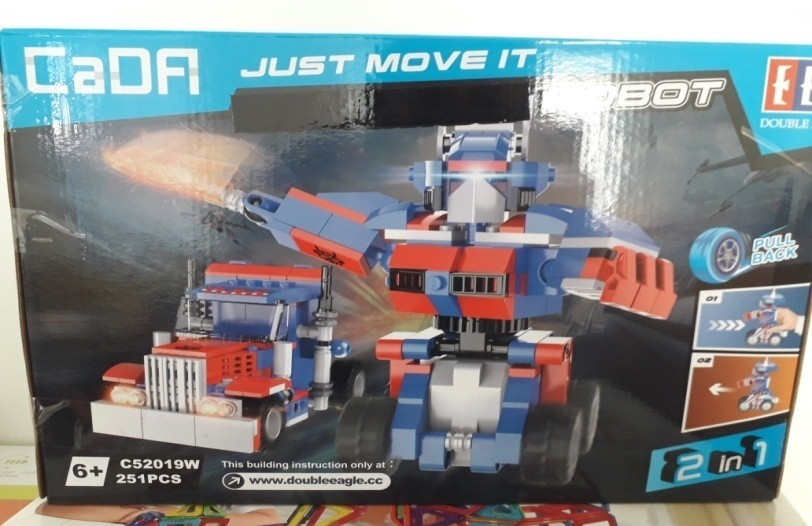 CaDA
JUST MOVE IT
DOUBLE
PULL
BACK
01
02
6+
C52019W
251PCS
This building instruction only at :
www.doubleeagle.cc
2 in 1